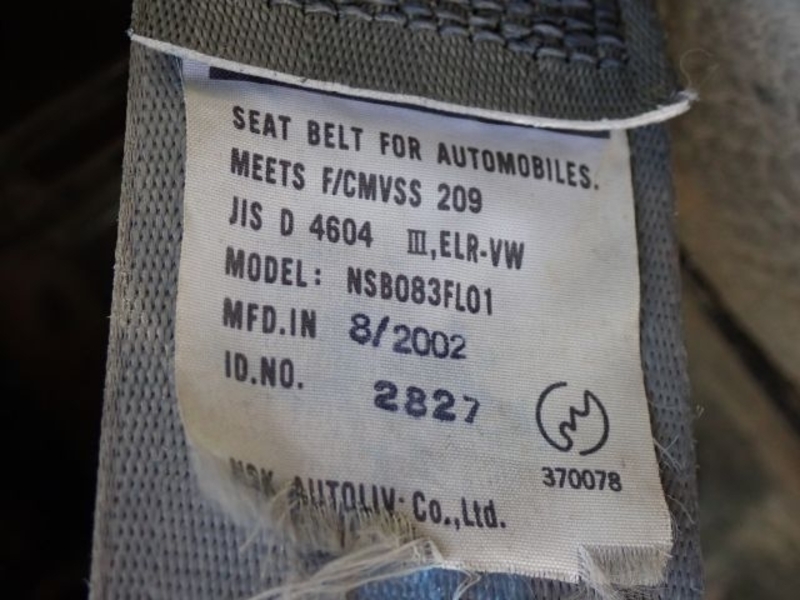 SEAT BELT FOR AUTOMOBILES.
MEETS F/CMVSS 209
JIS D 4604 Ⅲ,ELR-VW
MODEL: NSB083FL01
MFD.IN 8/2002
ID.NO. 2827
370078
NSK AUTOLIV Co.,Ltd.